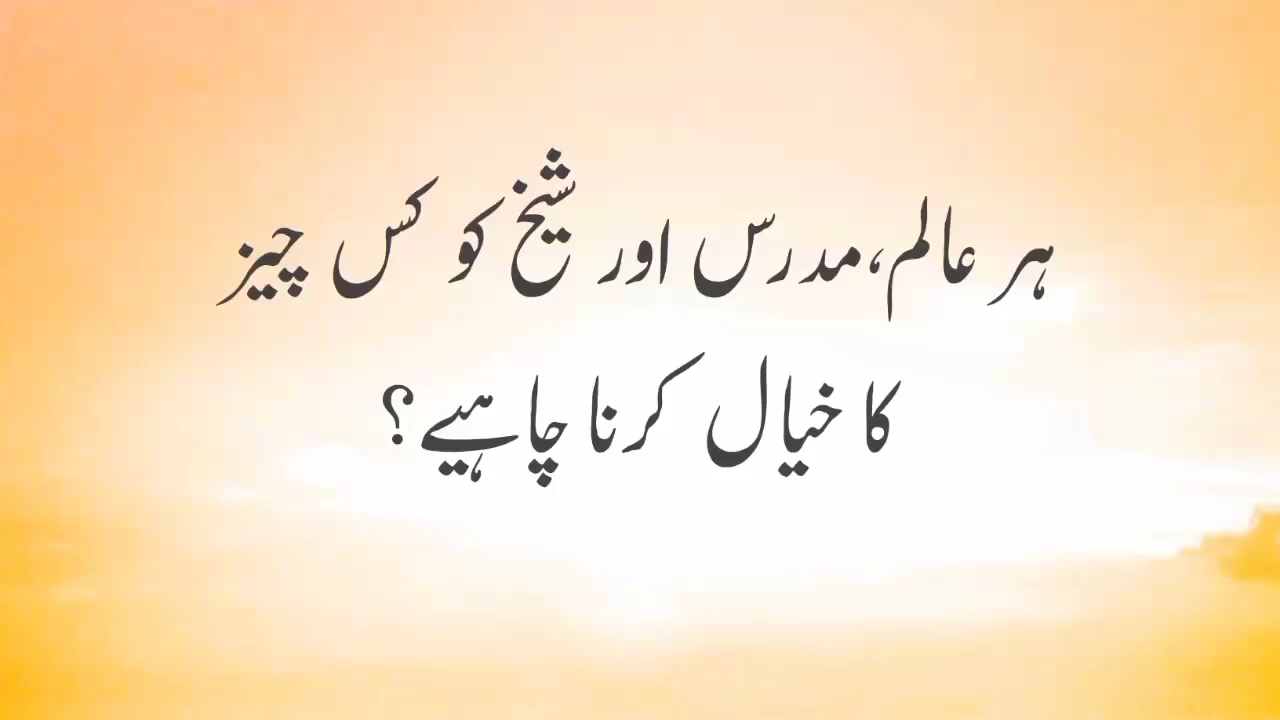 ہر عالم،مدرس اور شیخ کو کس چیز
کا خیال کرنا چاہیے؟